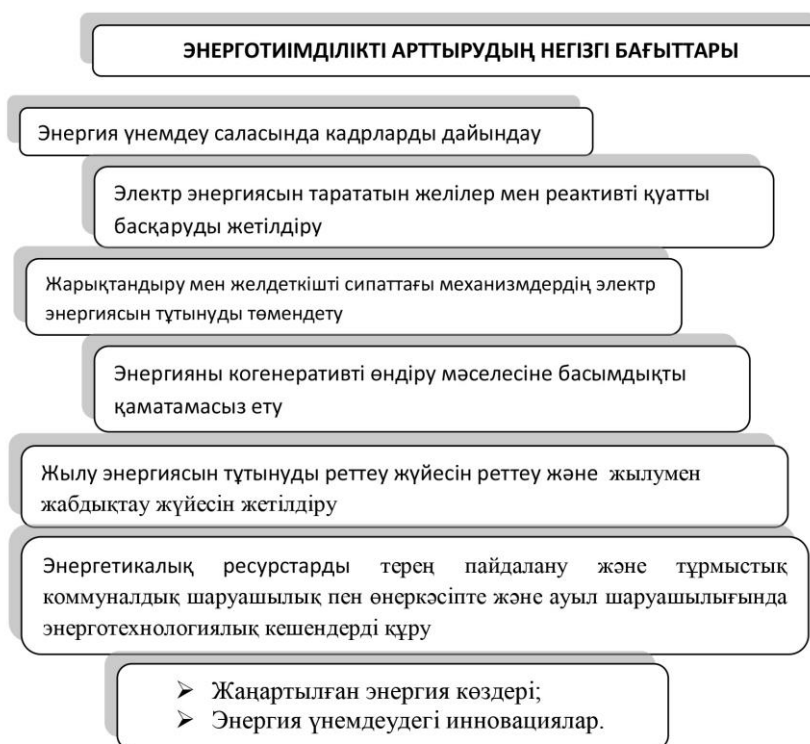 ЭНЕРГОТИІМДІЛІКТІ АРТТЫРУДЫҢ НЕГІЗГІ БАҒЫТТАРЫ
Энергия үнемдеу саласында кадрларды дайындау
Электр энергиясын тарататын желілер мен реактивті қуатты
басқаруды жетілдіру
Жарықтандыру мен желдеткішті сипаттағы механизмдердің электр
энергиясын тұтынуды төмендету
Энергияны когенеративті өндіру мәселесіне басымдықты
қаматамасыз ету
Жылу энергиясын тұтынуды реттеу жүйесін реттеу және жылумен
жабдықтау жүйесін жетілдіру
Энергетикалық ресурстарды терең пайдалану және тұрмыстық
коммуналдық шаруашылық пен өнеркәсіпте және ауыл шаруашылығында
энерготехнологиялық кешендерді құру
➢ Жаңартылған энергия көздері;
➢ Энергия үнемдеудегі инновациялар.